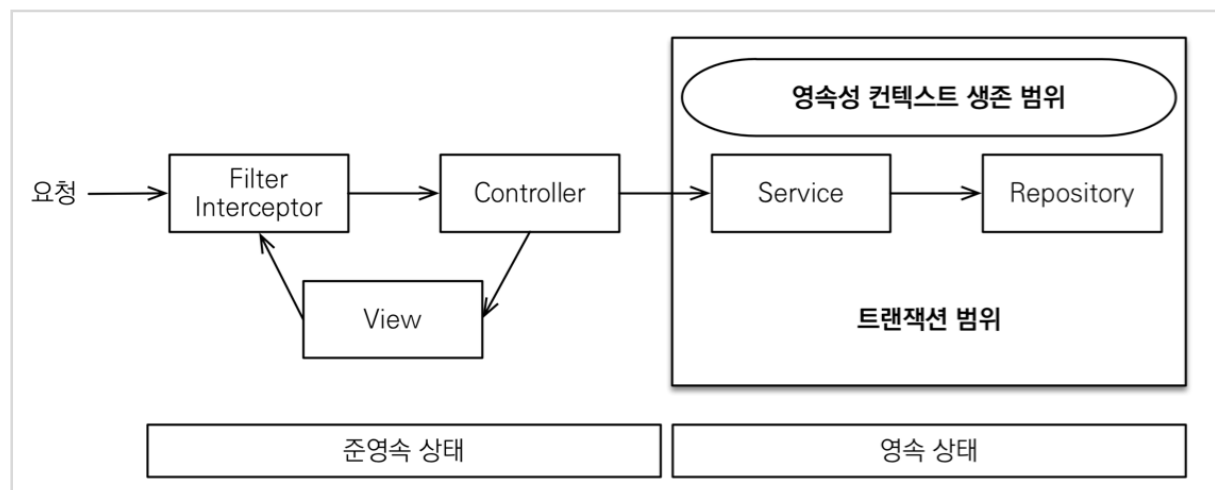 영속성 컨텍스트 생존 범위
요청
Filter
Interceptor
Controller
Service
Repository
View
트랜잭션 범위
준영속 상태
영속 상태